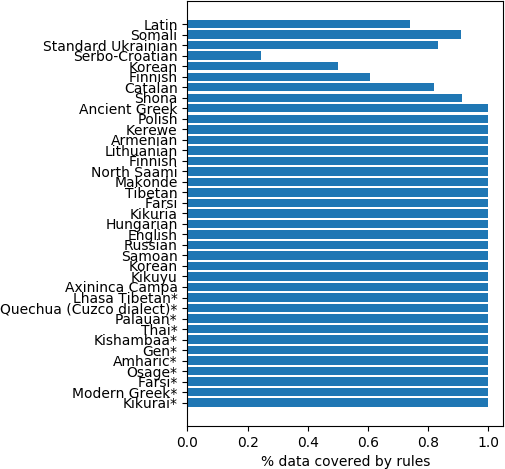 Latin
Somali
Standard Ukrainian
Serbo-Croatian
Korean
Finnish
Catalan
Shona
Ancient Greek
Polish
Kerewe
Armenian
Lithuanian
Finnish
North Saami
Makonde
Tibetan
Farsi
Kikuria
Hungarian
English
Russian
Samoan
Korean
Kikuyu
Axininca Campa
Lhasa Tibetan*
Quechua (Cuzco dialect)*
Palauan*
Thai*
Kishambaa*
Gen*
Amharic*
Osage*
Farsi*
Modern Greek*
Kikurai*
0.0 0.2 0.4 0.6 0.8 1.0
% data covered by rules